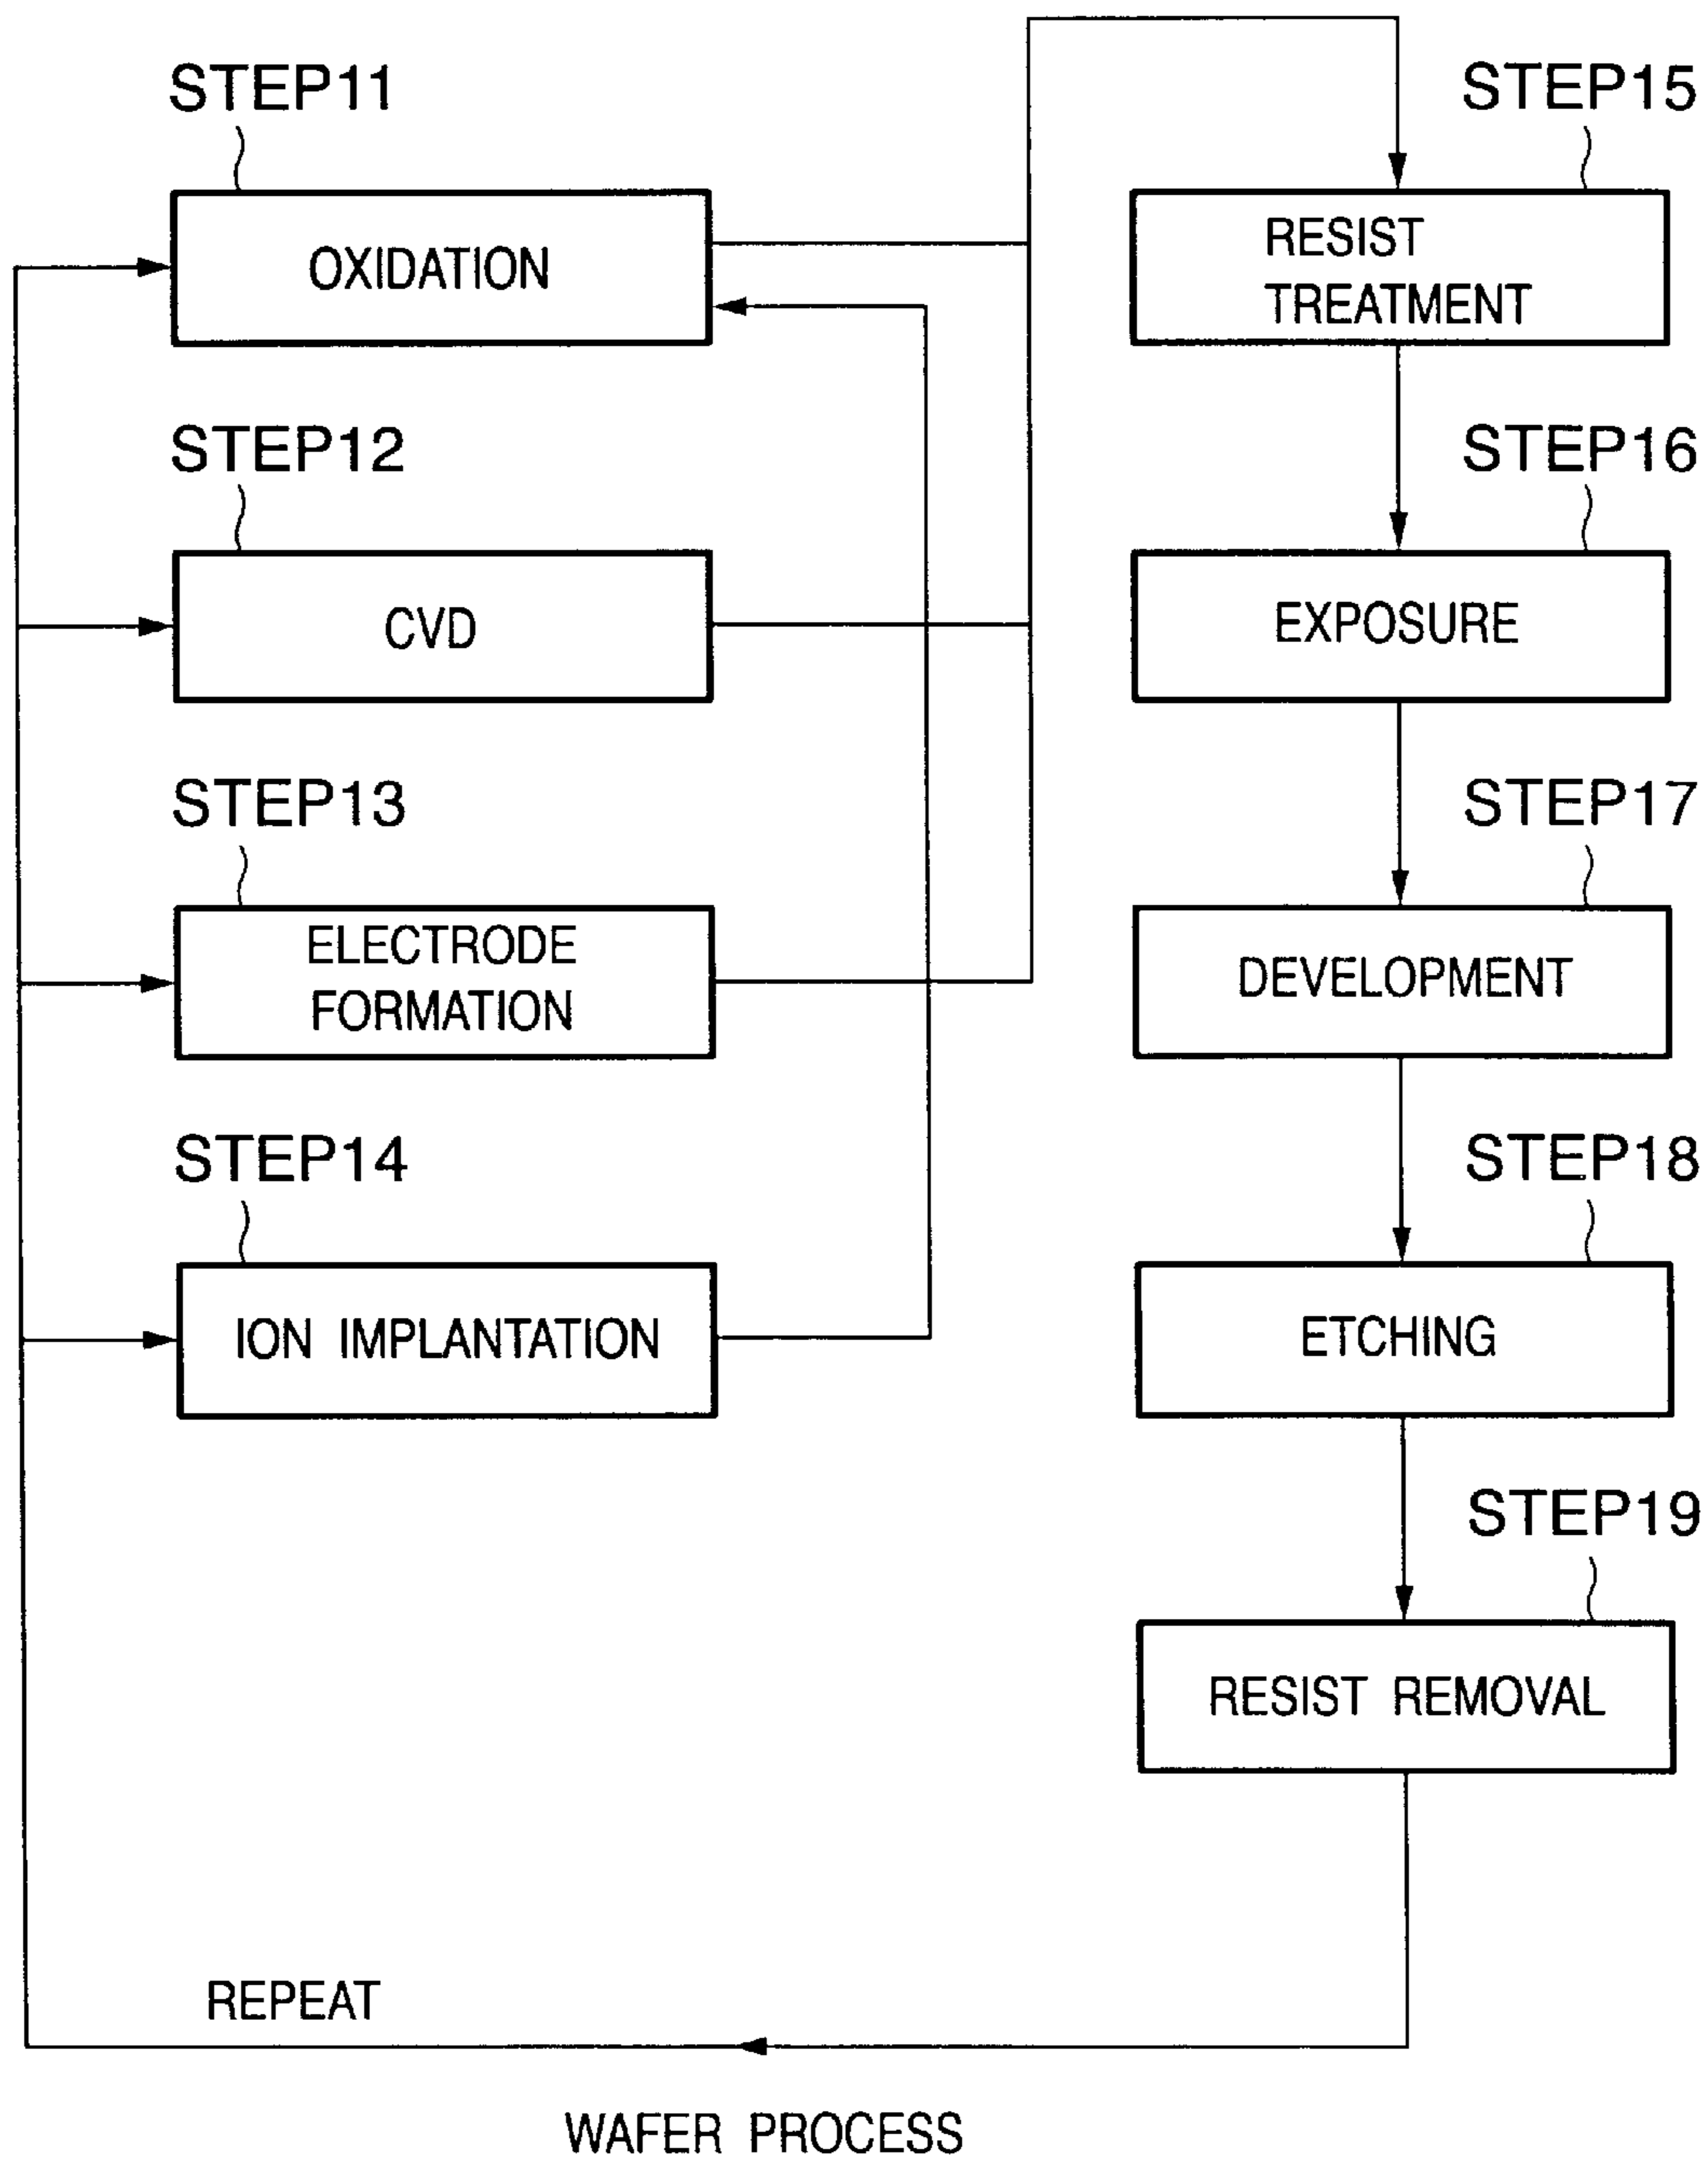 STEP11
OXIDATION
STEP12
CVD
STEP13
ELECTRODE
FORMATION
STEP14
ION IMPLANTATION
STEP15
RESIST
TREATMENT
STEP16
EXPOSURE
STEP17
DEVELOPMENT
STEP18
ETCHING
STEP19
RESIST REMOVAL
REPEAT
WAFER PROCESS